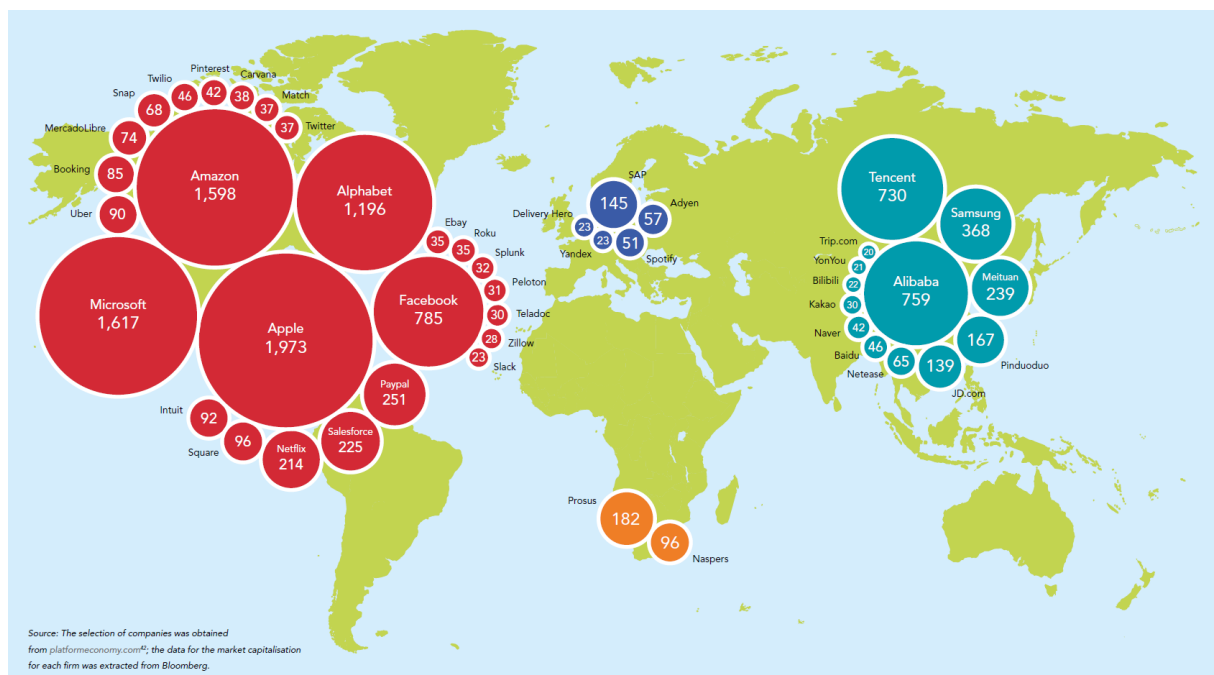 Pinterest
42
Carvana
38
Twilio
46
Match
37
Snap
68
Twitter
37
MercadoLibre
74
Booking
85
Uber
90
Amazon
1,598
Alphabet
1,196
Microsoft
1,617
Apple
1,973
Facebook
785
Ebay
35
Roku
35
Splunk
32
Peloton
31
Teladoc
30
Zillow
28
Slack
23
Paypal
251
Salesforce
225
Netflix
214
Square
96
Intuit
92
SAP
145
Adyen
57
Delivery Hero
23
Yandex
23
Spotify
51
Tencent
730
Samsung
368
Trip.com
20
YonYou
21
Bilibili
22
Kakao
30
Naver
42
Baidu
46
Netease
65
Alibaba
759
Meituan
239
Pinduoduo
167
JD.com
139
Prosus
182
Naspers
96
Source: The selection of companies was obtained
from platformeconomy.com⁴²; the data for the market capitalisation
for each firm was extracted from Bloomberg.